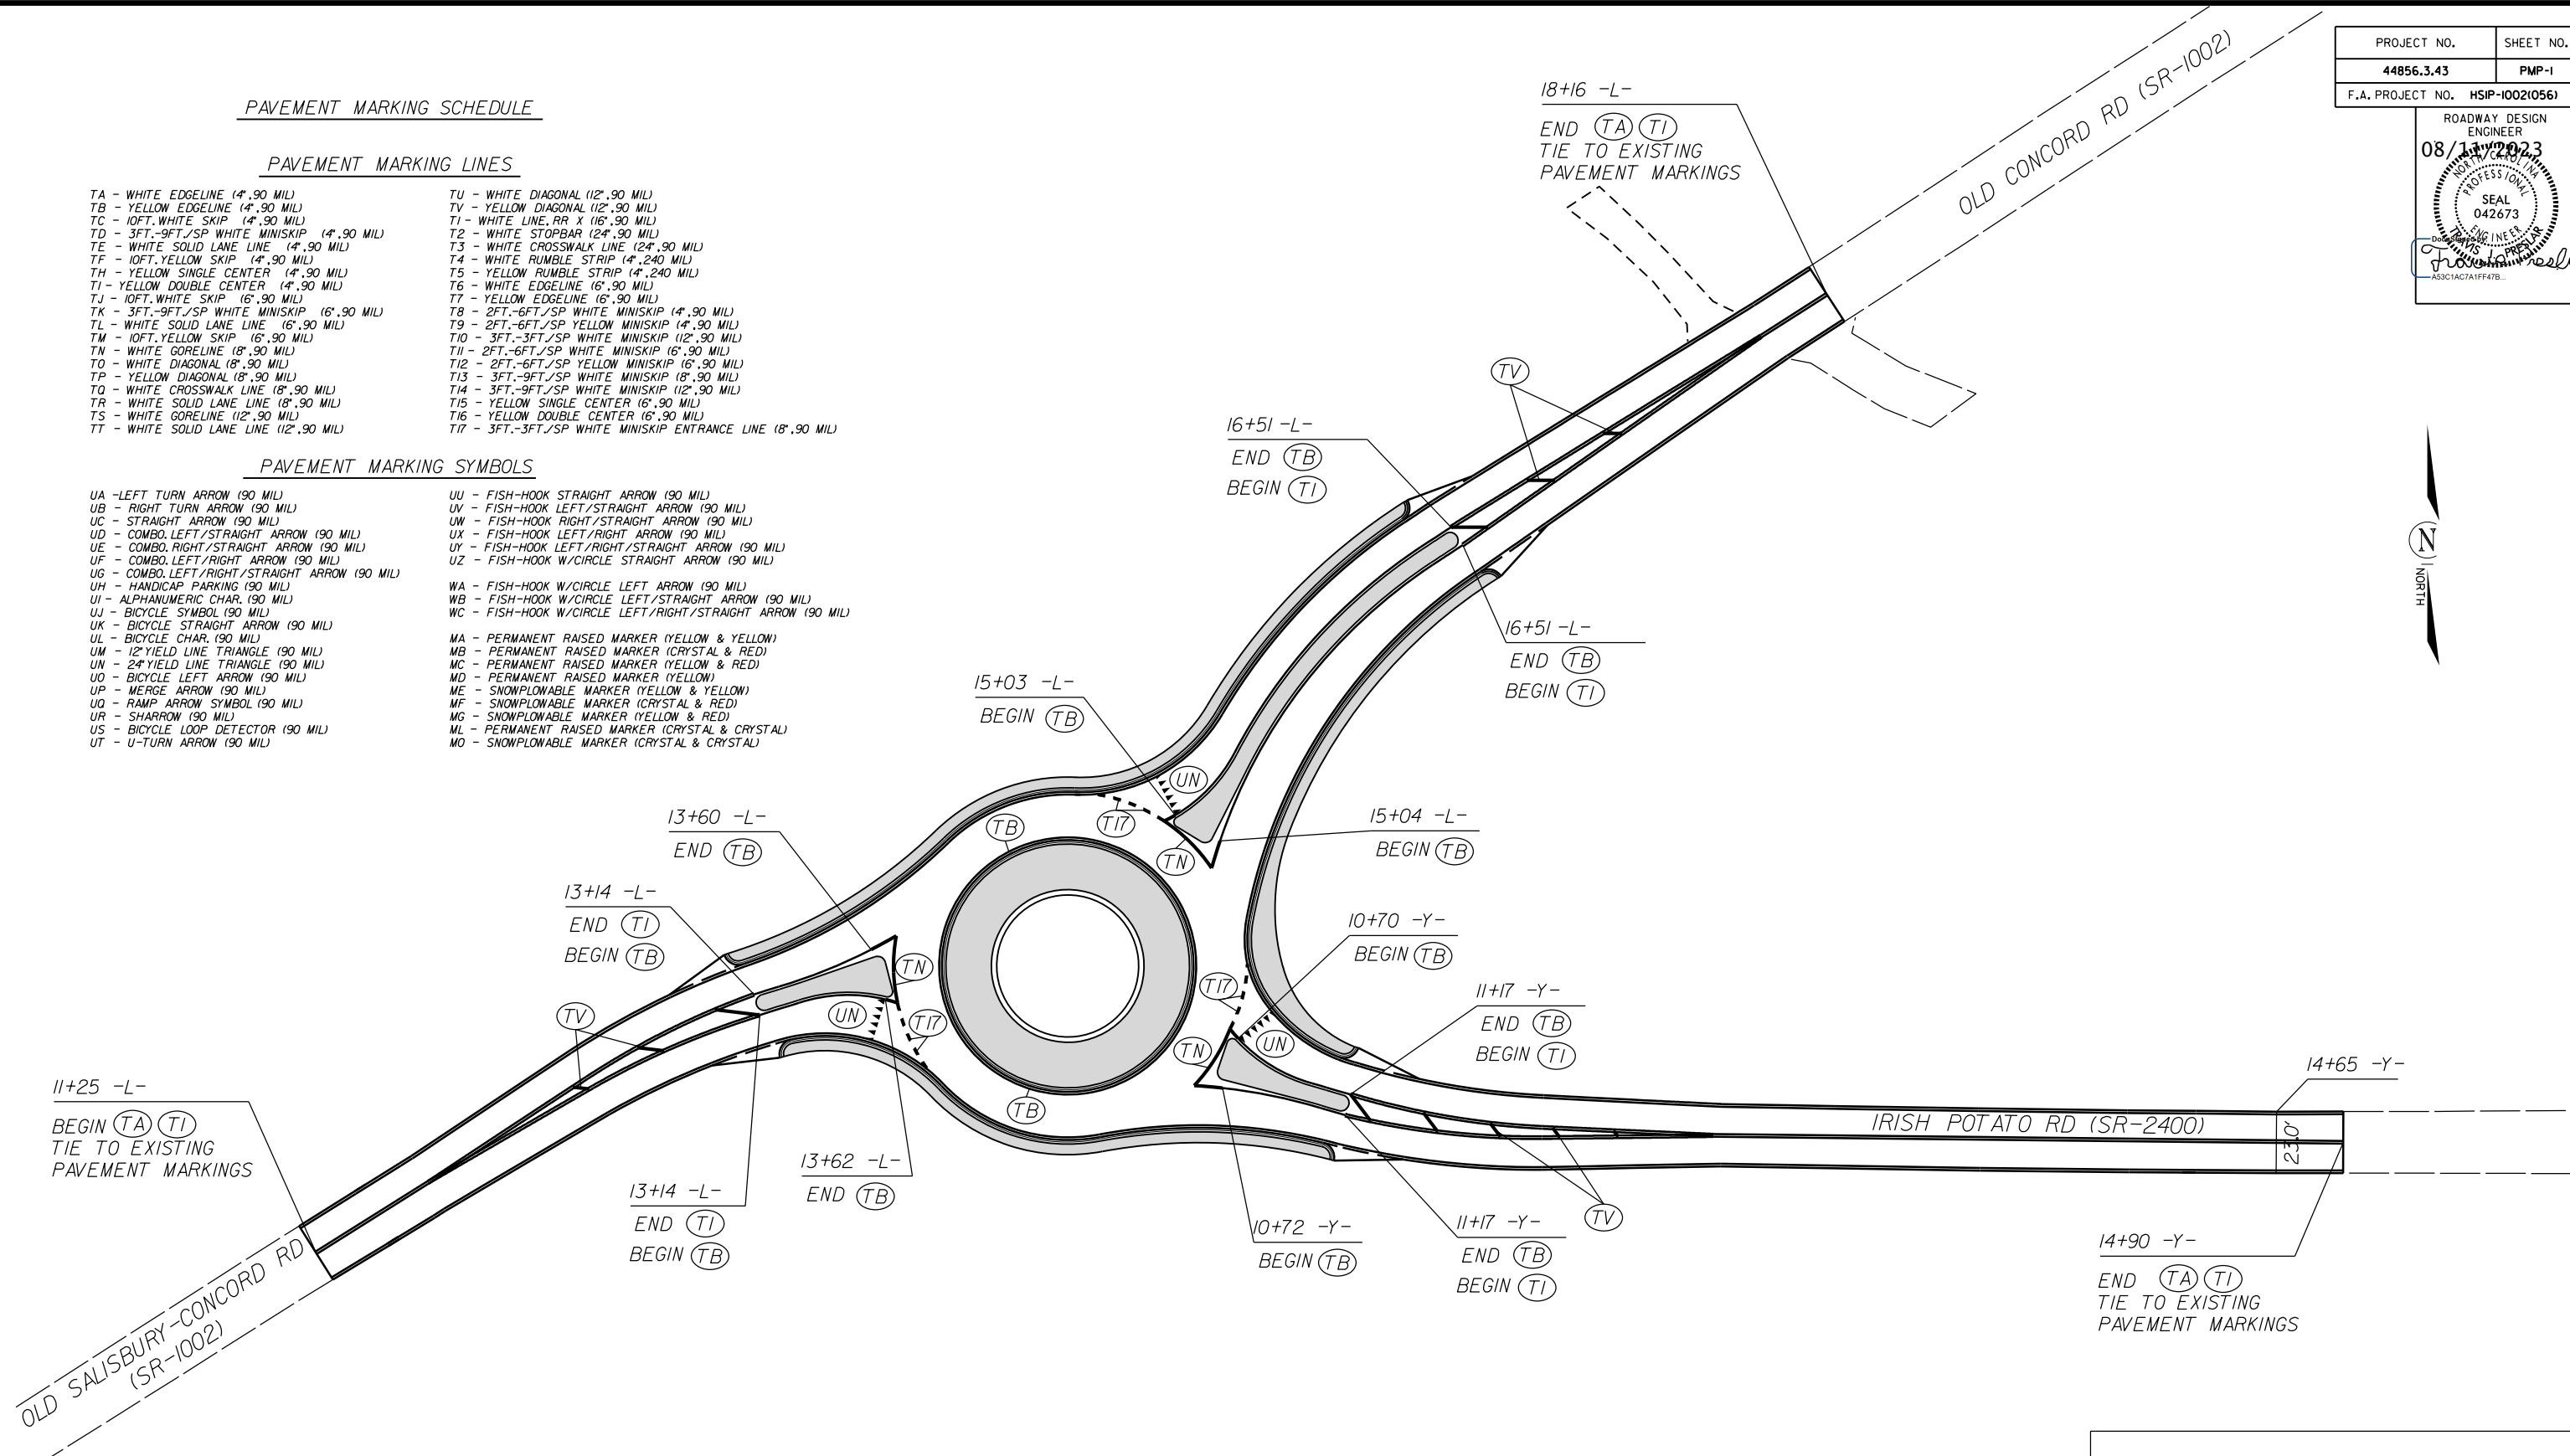 PROJECT NO.
SHEET NO.
44856.3.43
PMP-1
F.A. PROJECT NO. HSIP-1002(056)
ROADWAY DESIGN
ENGINEER
08/11/2023
NORTH CAROLINA
PROFESSIONAL
SEAL
042673
ENGINEER
TRAVIS J. PRESLAR
A53C1AC7A1FF47B...
PAVEMENT MARKING SCHEDULE
PAVEMENT MARKING LINES
TA - WHITE EDGELINE (4",90 MIL)
TB - YELLOW EDGELINE (4",90 MIL)
TC - 10FT. WHITE SKIP (4",90 MIL)
TD - 3FT.-9FT./SP WHITE MINISKIP (4",90 MIL)
TE - WHITE SOLID LANE LINE (4",90 MIL)
TF - 10FT. YELLOW SKIP (4",90 MIL)
TH - YELLOW SINGLE CENTER (4",90 MIL)
TI - YELLOW DOUBLE CENTER (4",90 MIL)
TJ - 10FT. WHITE SKIP (6",90 MIL)
TK - 3FT.-9FT./SP WHITE MINISKIP (6",90 MIL)
TL - WHITE SOLID LANE LINE (6",90 MIL)
TM - 10FT. YELLOW SKIP (6",90 MIL)
TN - WHITE GORELINE (8",90 MIL)
TO - WHITE DIAGONAL (8",90 MIL)
TP - YELLOW DIAGONAL (8",90 MIL)
TQ - WHITE CROSSWALK LINE (8",90 MIL)
TR - WHITE SOLID LANE LINE (8",90 MIL)
TS - WHITE GORELINE (12",90 MIL)
TT - WHITE SOLID LANE LINE (12",90 MIL)
TU - WHITE DIAGONAL (12",90 MIL)
TV - YELLOW DIAGONAL (12",90 MIL)
T1 - WHITE LINE, RR X (16",90 MIL)
T2 - WHITE STOPBAR (24",90 MIL)
T3 - WHITE CROSSWALK LINE (24",90 MIL)
T4 - WHITE RUMBLE STRIP (4",240 MIL)
T5 - YELLOW RUMBLE STRIP (4",240 MIL)
T6 - WHITE EDGELINE (6",90 MIL)
T7 - YELLOW EDGELINE (6",90 MIL)
T8 - 2FT.-6FT./SP WHITE MINISKIP (4",90 MIL)
T9 - 2FT.-6FT./SP YELLOW MINISKIP (4",90 MIL)
T10 - 3FT.-3FT./SP WHITE MINISKIP (12",90 MIL)
T11 - 2FT.-6FT./SP WHITE MINISKIP (6",90 MIL)
T12 - 2FT.-6FT./SP YELLOW MINISKIP (6",90 MIL)
T13 - 3FT.-9FT./SP WHITE MINISKIP (8",90 MIL)
T14 - 3FT.-9FT./SP WHITE MINISKIP (12",90 MIL)
T15 - YELLOW SINGLE CENTER (6",90 MIL)
T16 - YELLOW DOUBLE CENTER (6",90 MIL)
T17 - 3FT.-3FT./SP WHITE MINISKIP ENTRANCE LINE (8",90 MIL)
PAVEMENT MARKING SYMBOLS
UA -LEFT TURN ARROW (90 MIL)
UB - RIGHT TURN ARROW (90 MIL)
UC - STRAIGHT ARROW (90 MIL)
UD - COMBO. LEFT/STRAIGHT ARROW (90 MIL)
UE - COMBO. RIGHT/STRAIGHT ARROW (90 MIL)
UF - COMBO. LEFT/RIGHT ARROW (90 MIL)
UG - COMBO. LEFT/RIGHT/STRAIGHT ARROW (90 MIL)
UH - HANDICAP PARKING (90 MIL)
UI - ALPHANUMERIC CHAR. (90 MIL)
UJ - BICYCLE SYMBOL (90 MIL)
UK - BICYCLE STRAIGHT ARROW (90 MIL)
UL - BICYCLE CHAR. (90 MIL)
UM - 12" YIELD LINE TRIANGLE (90 MIL)
UN - 24" YIELD LINE TRIANGLE (90 MIL)
UO - BICYCLE LEFT ARROW (90 MIL)
UP - MERGE ARROW (90 MIL)
UQ - RAMP ARROW SYMBOL (90 MIL)
UR - SHARROW (90 MIL)
US - BICYCLE LOOP DETECTOR (90 MIL)
UT - U-TURN ARROW (90 MIL)
UU - FISH-HOOK STRAIGHT ARROW (90 MIL)
UV - FISH-HOOK LEFT/STRAIGHT ARROW (90 MIL)
UW - FISH-HOOK RIGHT/STRAIGHT ARROW (90 MIL)
UX - FISH-HOOK LEFT/RIGHT ARROW (90 MIL)
UY - FISH-HOOK LEFT/RIGHT/STRAIGHT ARROW (90 MIL)
UZ - FISH-HOOK W/CIRCLE STRAIGHT ARROW (90 MIL)
WA - FISH-HOOK W/CIRCLE LEFT ARROW (90 MIL)
WB - FISH-HOOK W/CIRCLE LEFT/STRAIGHT ARROW (90 MIL)
WC - FISH-HOOK W/CIRCLE LEFT/RIGHT/STRAIGHT ARROW (90 MIL)
MA - PERMANENT RAISED MARKER (YELLOW & YELLOW)
MB - PERMANENT RAISED MARKER (CRYSTAL & RED)
MC - PERMANENT RAISED MARKER (YELLOW & RED)
MD - PERMANENT RAISED MARKER (YELLOW)
ME - SNOWPLOWABLE MARKER (YELLOW & YELLOW)
MF - SNOWPLOWABLE MARKER (CRYSTAL & RED)
MG - SNOWPLOWABLE MARKER (YELLOW & RED)
ML - PERMANENT RAISED MARKER (CRYSTAL & CRYSTAL)
MO - SNOWPLOWABLE MARKER (CRYSTAL & CRYSTAL)
18+16 -L-
END TA TI
TIE TO EXISTING
PAVEMENT MARKINGS
OLD CONCORD RD (SR-1002)
TV
16+51 -L-
END TB
BEGIN TI
N
NORTH
16+51 -L-
END TB
BEGIN TI
15+03 -L-
BEGIN TB
UN
T17
TB
TN
15+04 -L-
BEGIN TB
13+60 -L-
END TB
13+14 -L-
END TI
BEGIN TB
10+70 -Y-
BEGIN TB
TN
T17
UN
TV
T17
TN
UN
TB
11+17 -Y-
END TB
BEGIN TI
14+65 -Y-
IRISH POTATO RD (SR-2400)
23.0'
11+25 -L-
BEGIN TA TI
TIE TO EXISTING
PAVEMENT MARKINGS
13+62 -L-
END TB
13+14 -L-
END TI
BEGIN TB
10+72 -Y-
BEGIN TB
11+17 -Y-
END TB
BEGIN TI
TV
14+90 -Y-
END TA TI
TIE TO EXISTING
PAVEMENT MARKINGS
OLD SALISBURY-CONCORD RD
(SR-1002)